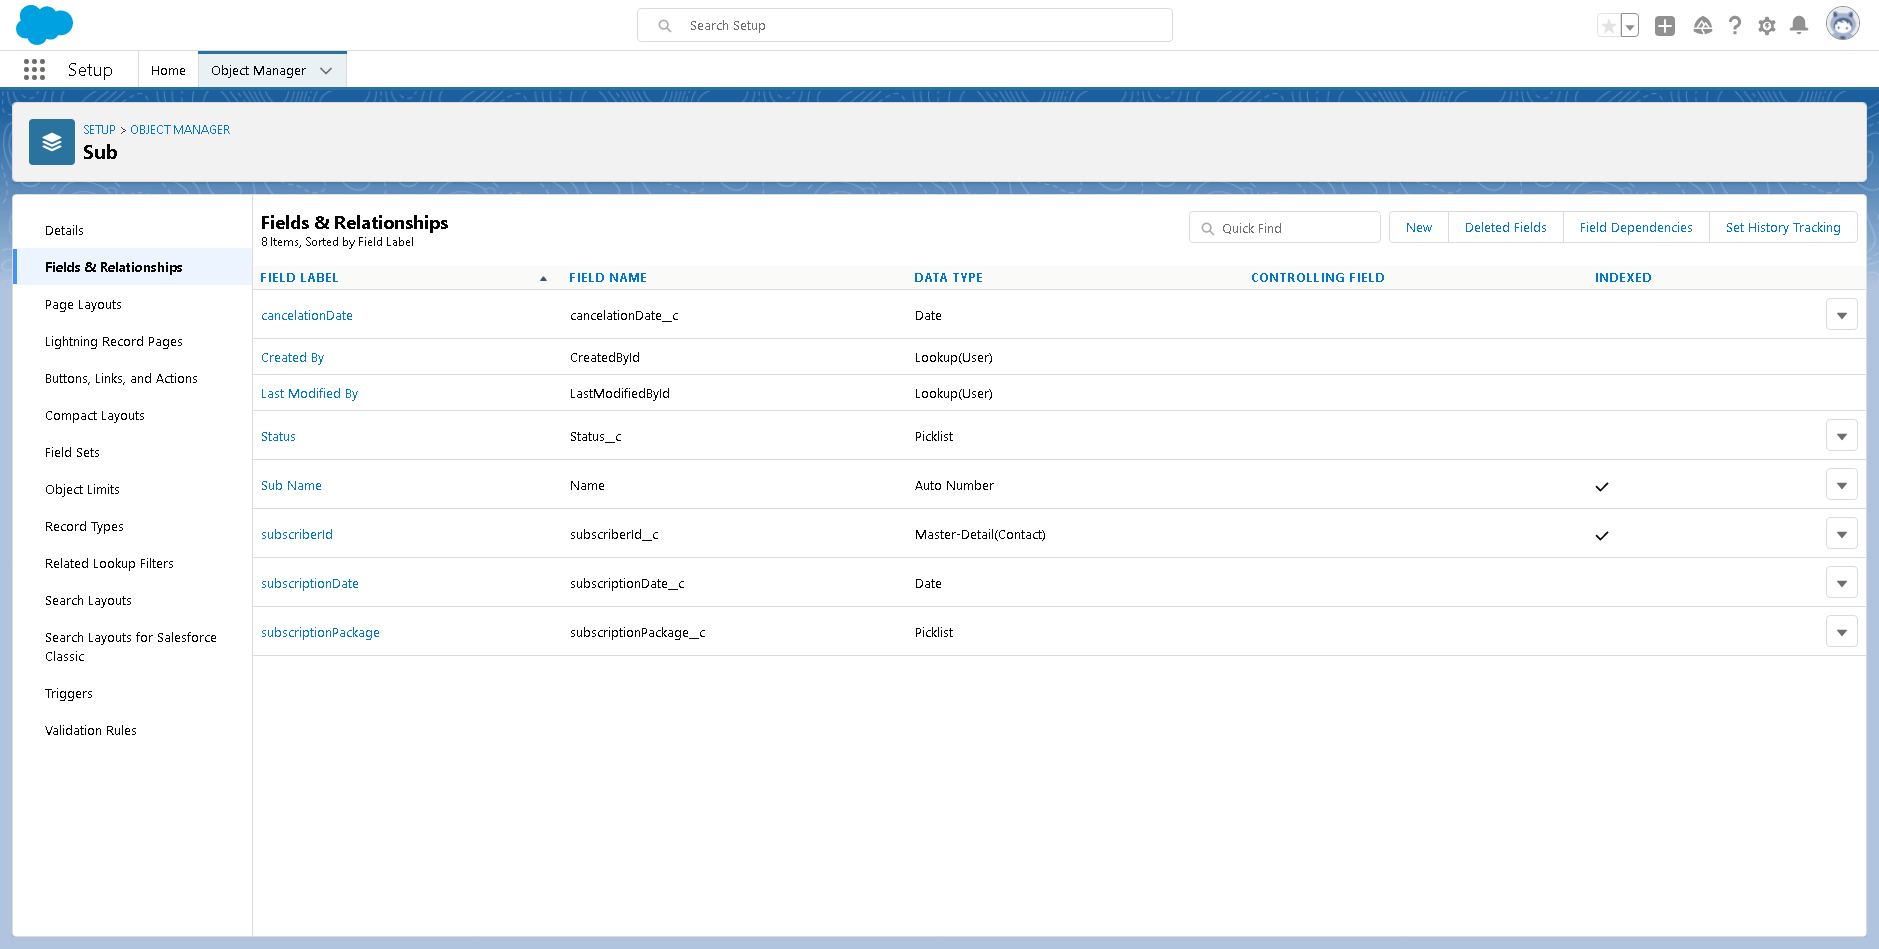 Search Setup
Setup
Home
Object Manager
SETUP > OBJECT MANAGER
Sub
Details
Fields & Relationships
Page Layouts
Lightning Record Pages
Buttons, Links, and Actions
Compact Layouts
Field Sets
Object Limits
Record Types
Related Lookup Filters
Search Layouts
Search Layouts for Salesforce
Classic
Triggers
Validation Rules
Fields & Relationships
8 Items, Sorted by Field Label
Quick Find
New
Deleted Fields
Field Dependencies
Set History Tracking
FIELD LABEL FIELD NAME DATA TYPE CONTROLLING FIELD INDEXED
cancelationDate cancelationDate__c Date
Created By CreatedById Lookup(User)
Last Modified By LastModifiedById Lookup(User)
Status Status__c Picklist
Sub Name Name Auto Number
subscriberId subscriberId__c Master-Detail(Contact)
subscriptionDate subscriptionDate__c Date
subscriptionPackage subscriptionPackage__c Picklist